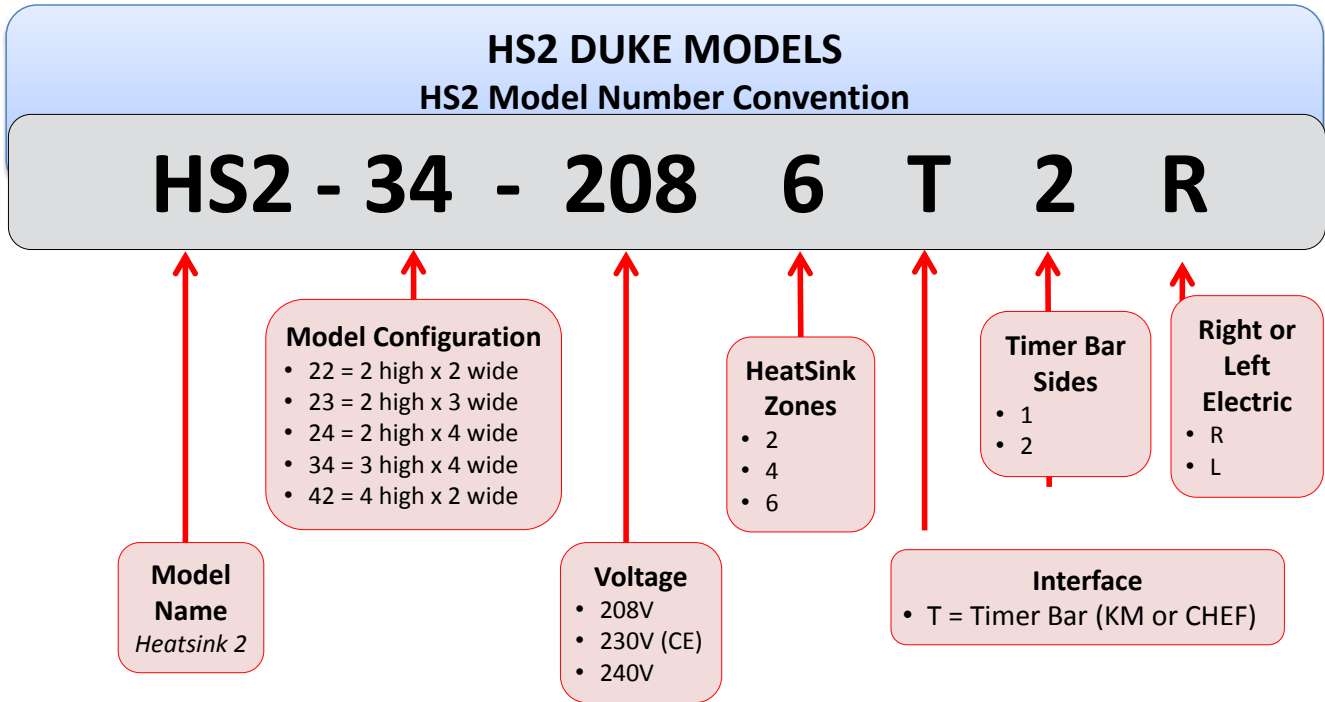 HS2 DUKE MODELS
HS2 Model Number Convention
HS2 - 34 - 208 6 T 2 R
Model Configuration
• 22 = 2 high x 2 wide
• 23 = 2 high x 3 wide
• 24 = 2 high x 4 wide
• 34 = 3 high x 4 wide
• 42 = 4 high x 2 wide
HeatSink
Zones
• 2
• 4
• 6
Timer Bar
Sides
• 1
• 2
Right or
Left
Electric
• R
• L
Model
Name
Heatsink 2
Voltage
• 208V
• 230V (CE)
• 240V
Interface
• T = Timer Bar (KM or CHEF)